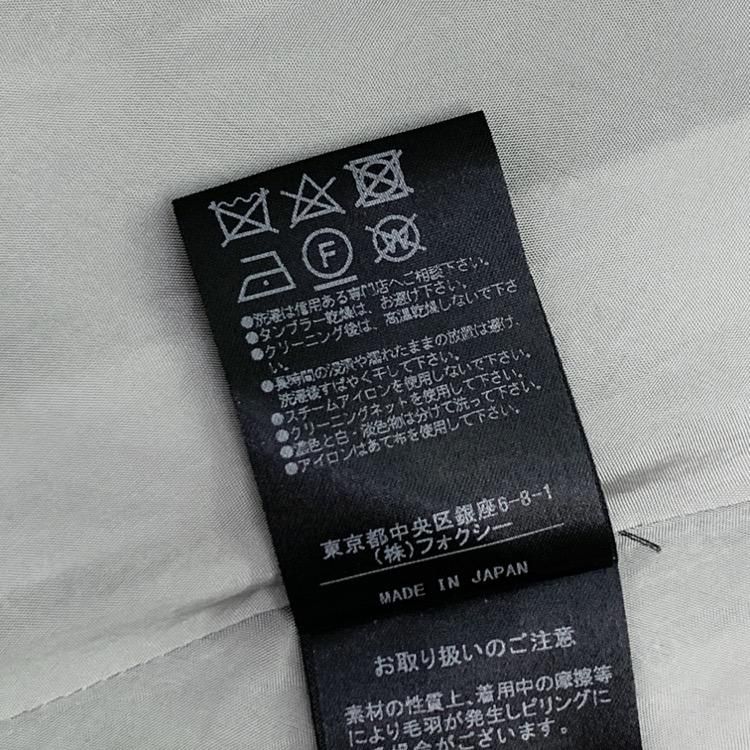 F
W
●洗濯は信用ある専門店へご相談下さい。
●タンブラー乾燥は、お避け下さい。
●クリーニング後は、高温乾燥しないで下さ
い。
●長時間の浸漬や濡れたままの放置は避け、
洗濯後すばやく干して下さい。
●スチームアイロンを使用しないで下さい。
●クリーニングネットを使用して下さい。
●濃色と白・淡色物は分けて洗って下さい。
●アイロンはあて布を使用して下さい。
東京都中央区銀座6-8-1
(株)フォクシー
MADE IN JAPAN
お取り扱いのご注意
素材の性質上、着用中の摩擦等
により毛羽が発生しピリングに
る場合がございます。